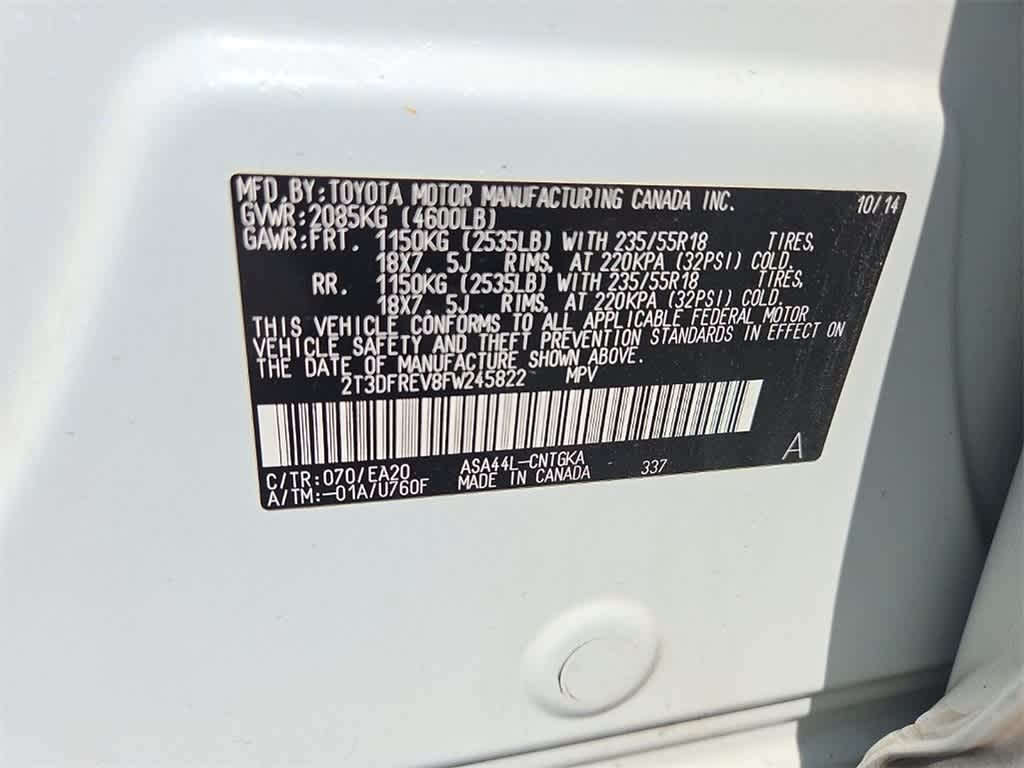 MFD. BY: TOYOTA MOTOR MANUFACTURING CANADA INC. 10/14
GVWR: 2085KG (4600LB)
GAWR: FRT. 1150KG (2535LB) WITH 235/55R18 TIRES,
18X7. 5J RIMS, AT 220KPA (32PSI) COLD.
RR. 1150KG (2535LB) WITH 235/55R18 TIRES,
18X7. 5J RIMS, AT 220KPA (32PSI) COLD.
THIS VEHICLE CONFORMS TO ALL APPLICABLE FEDERAL MOTOR
VEHICLE SAFETY AND THEFT PREVENTION STANDARDS IN EFFECT ON
THE DATE OF MANUFACTURE SHOWN ABOVE.
2T3DFREV8FW245822 MPV
A
C/TR: 070/EA20 ASA44L-CNTGKA 337
A/TM: -01A/U760F MADE IN CANADA